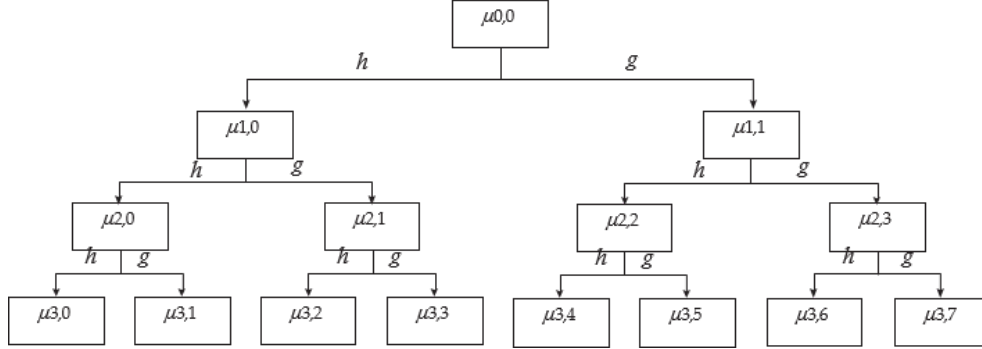 μ0,0
h g
μ1,0 μ1,1
h g h g
μ2,0 μ2,1 μ2,2 μ2,3
h g h g h g h g
μ3,0 μ3,1 μ3,2 μ3,3 μ3,4 μ3,5 μ3,6 μ3,7